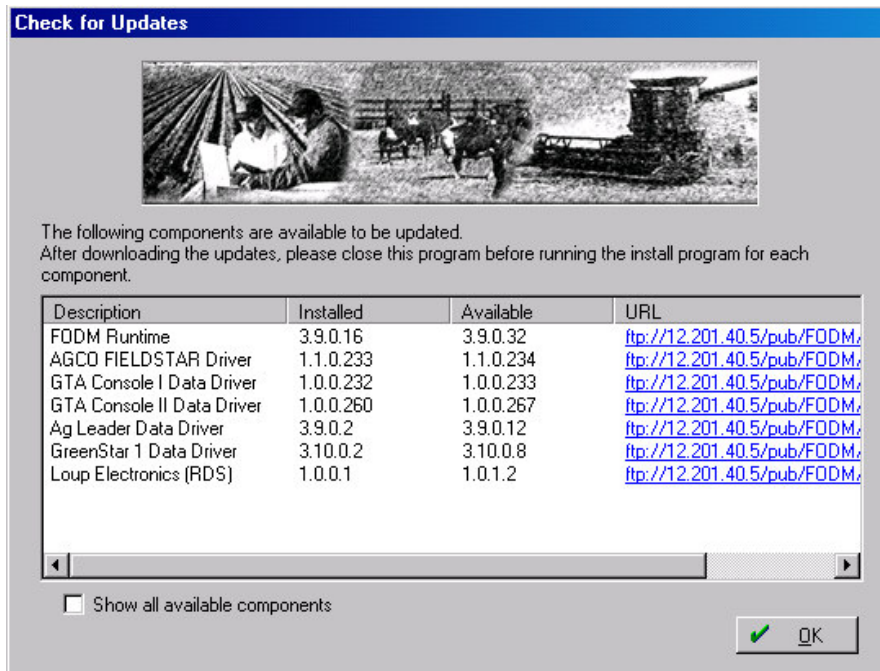 Check for Updates
The following components are available to be updated.
After downloading the updates, please close this program before running the install program for each
component.
Description Installed Available URL
FODM Runtime 3.9.0.16 3.9.0.32 ftp://12.201.40.5/pub/FODM/
AGCO FIELDSTAR Driver 1.1.0.233 1.1.0.234 ftp://12.201.40.5/pub/FODM/
GTA Console I Data Driver 1.0.0.232 1.0.0.233 ftp://12.201.40.5/pub/FODM/
GTA Console II Data Driver 1.0.0.260 1.0.0.267 ftp://12.201.40.5/pub/FODM/
Ag Leader Data Driver 3.9.0.2 3.9.0.12 ftp://12.201.40.5/pub/FODM/
GreenStar 1 Data Driver 3.10.0.2 3.10.0.8 ftp://12.201.40.5/pub/FODM/
Loup Electronics (RDS) 1.0.0.1 1.0.1.2 ftp://12.201.40.5/pub/FODM/
Show all available components
OK